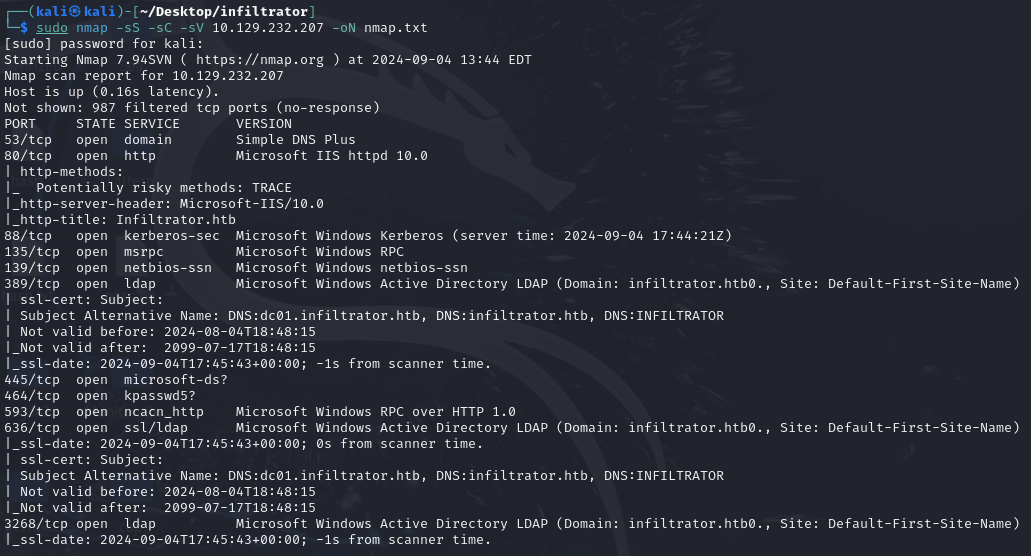 ┌──(kali㉿kali)-[~/Desktop/infiltrator]
└─$ sudo nmap -sS -sC -sV 10.129.232.207 -oN nmap.txt
[sudo] password for kali:
Starting Nmap 7.94SVN ( https://nmap.org ) at 2024-09-04 13:44 EDT
Nmap scan report for 10.129.232.207
Host is up (0.16s latency).
Not shown: 987 filtered tcp ports (no-response)
PORT     STATE SERVICE       VERSION
53/tcp   open  domain        Simple DNS Plus
80/tcp   open  http          Microsoft IIS httpd 10.0
| http-methods:
|_  Potentially risky methods: TRACE
|_http-server-header: Microsoft-IIS/10.0
|_http-title: Infiltrator.htb
88/tcp   open  kerberos-sec  Microsoft Windows Kerberos (server time: 2024-09-04 17:44:21Z)
135/tcp  open  msrpc         Microsoft Windows RPC
139/tcp  open  netbios-ssn   Microsoft Windows netbios-ssn
389/tcp  open  ldap          Microsoft Windows Active Directory LDAP (Domain: infiltrator.htb0., Site: Default-First-Site-Name)
| ssl-cert: Subject:
| Subject Alternative Name: DNS:dc01.infiltrator.htb, DNS:infiltrator.htb, DNS:INFILTRATOR
| Not valid before: 2024-08-04T18:48:15
|_Not valid after:  2099-07-17T18:48:15
|_ssl-date: 2024-09-04T17:45:43+00:00; -1s from scanner time.
445/tcp  open  microsoft-ds?
464/tcp  open  kpasswd5?
593/tcp  open  ncacn_http    Microsoft Windows RPC over HTTP 1.0
636/tcp  open  ssl/ldap      Microsoft Windows Active Directory LDAP (Domain: infiltrator.htb0., Site: Default-First-Site-Name)
|_ssl-date: 2024-09-04T17:45:43+00:00; 0s from scanner time.
| ssl-cert: Subject:
| Subject Alternative Name: DNS:dc01.infiltrator.htb, DNS:infiltrator.htb, DNS:INFILTRATOR
| Not valid before: 2024-08-04T18:48:15
|_Not valid after:  2099-07-17T18:48:15
3268/tcp open  ldap          Microsoft Windows Active Directory LDAP (Domain: infiltrator.htb0., Site: Default-First-Site-Name)
|_ssl-date: 2024-09-04T17:45:43+00:00; -1s from scanner time.